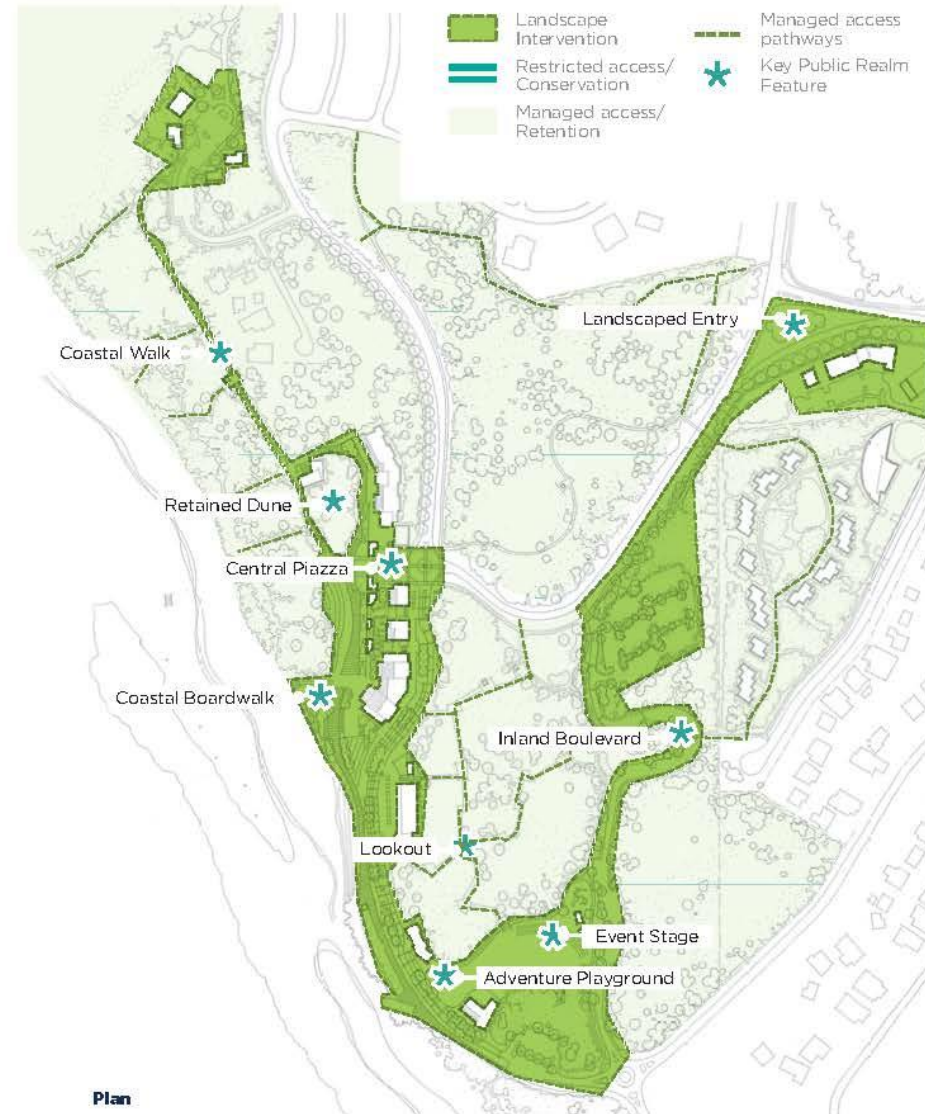 Landscape
Intervention
Restricted access/
Conservation
Managed access/
Retention
Managed access
pathways
Key Public Realm
Feature
Landscaped Entry
Coastal Walk
Retained Dune
Central Piazza
Coastal Boardwalk
Inland Boulevard
Lookout
Event Stage
Adventure Playground
Plan